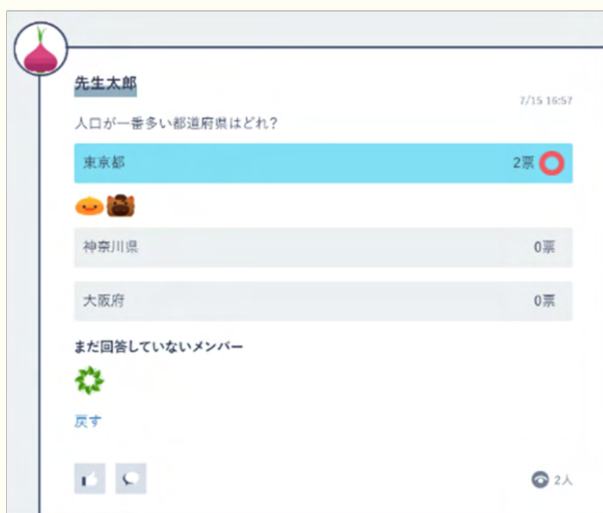 先生太郎
7/15 16:57
人口が一番多い都道府県はどれ?
東京都 2票
神奈川県 0票
大阪府 0票
まだ回答していないメンバー
戻す
2人